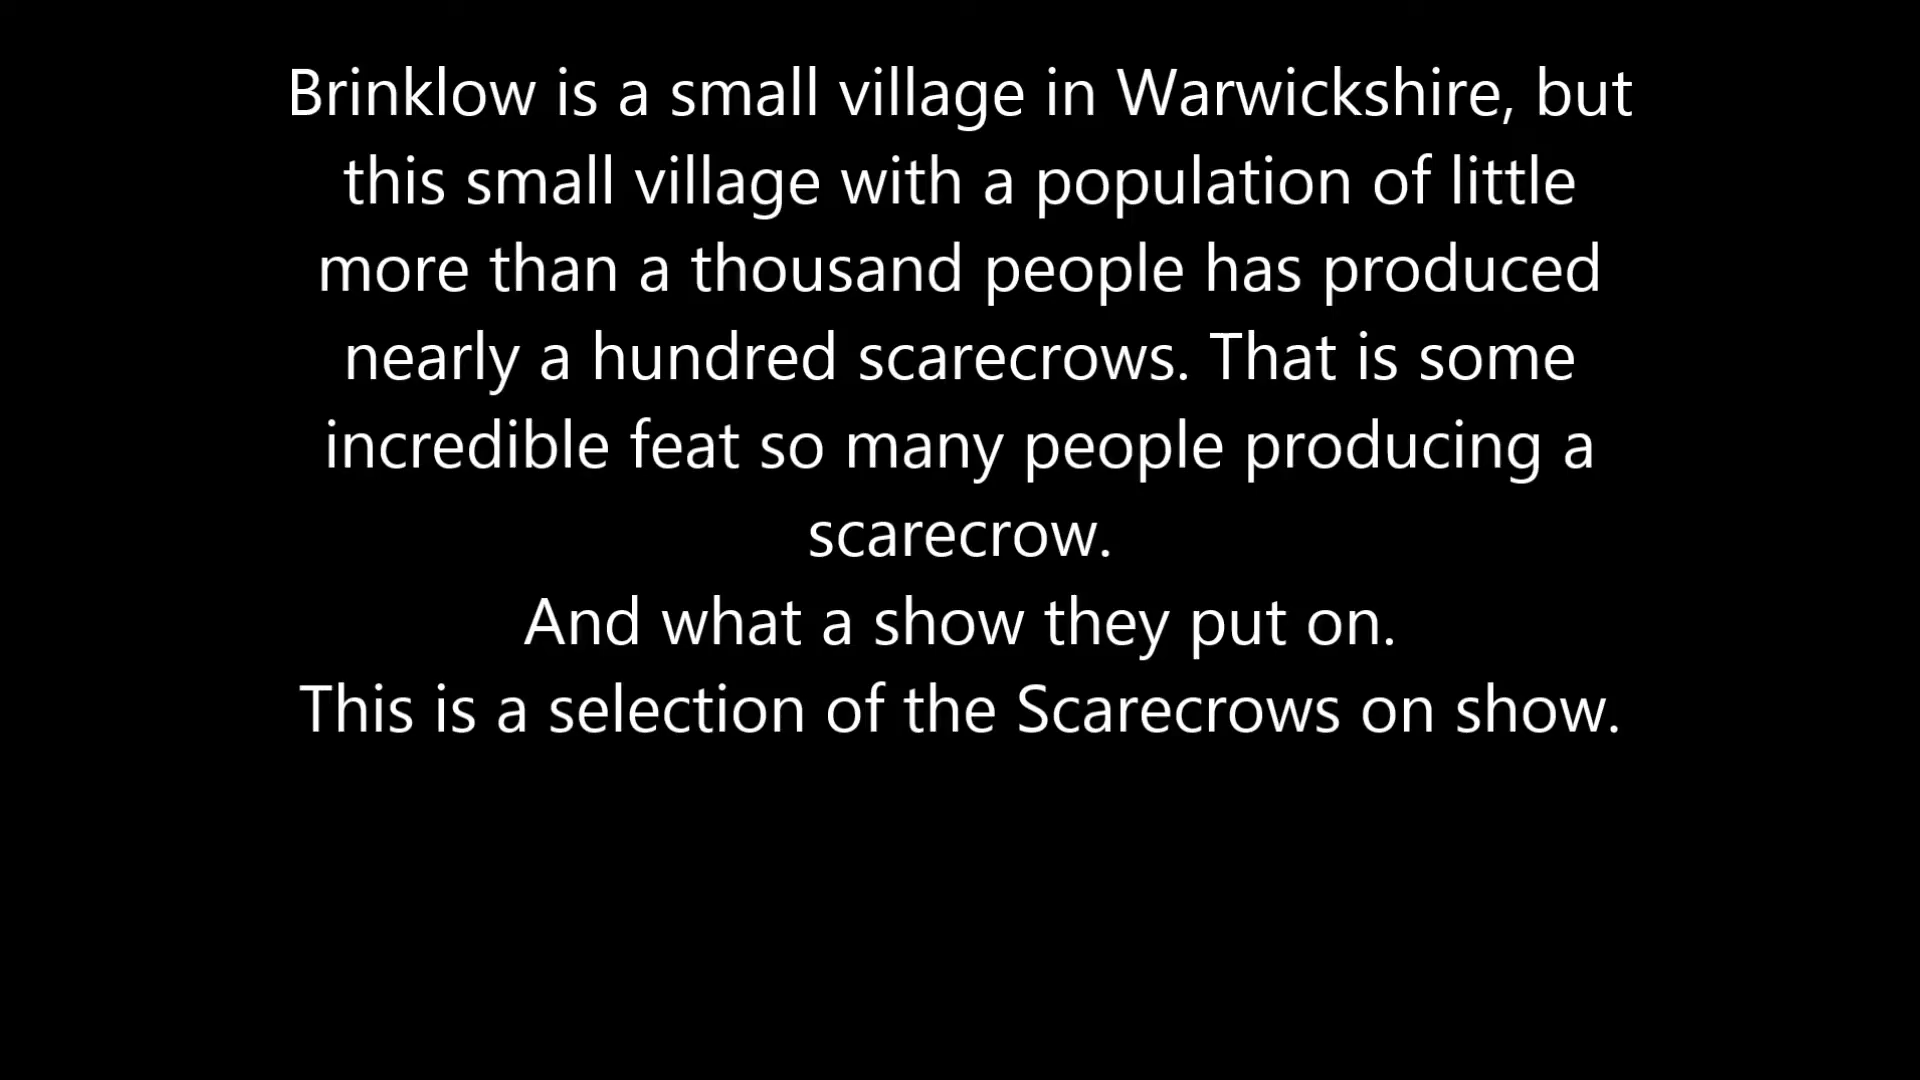 Brinklow is a small village in Warwickshire, but
this small village with a population of little
more than a thousand people has produced
nearly a hundred scarecrows. That is some
incredible feat so many people producing a
scarecrow.
And what a show they put on.
This is a selection of the Scarecrows on show.